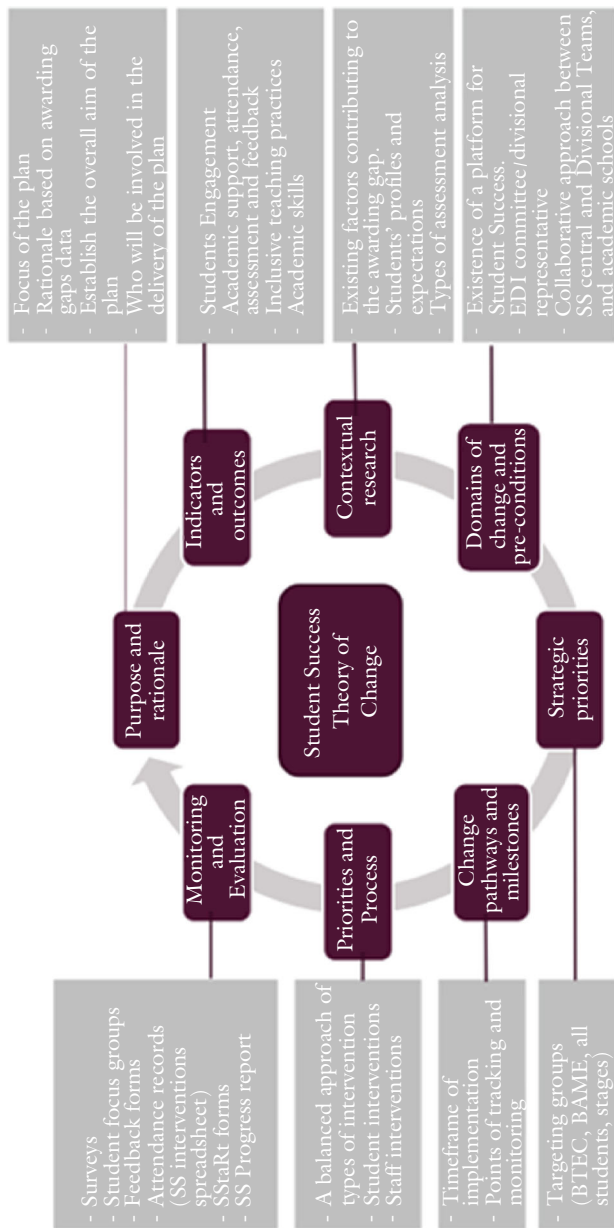 Student Success
Theory of
Change
Purpose and
rationale
- Focus of the plan
- Rationale based on awarding
gaps data
- Establish the overall aim of the
plan
- Who will be involved in the
delivery of the plan
Indicators
and
outcomes
- Students Engagement
- Academic support, attendance,
assessment and feedback
- Inclusive teaching practices
- Academic skills
Contextual
research
- Existing factors contributing to
the awarding gap.
- Students' profiles and
expectations
- Types of assessment analysis
Domains of
change and
pre-conditions
- Existence of a platform for
Student Success.
- EDI committee/divisional
representative
- Collaborative approach between
SS central and Divisional Teams,
and academic schools
Strategic
priorities
- Targeting groups
(BTEC, BAME, all
students, stages)
Change
pathways and
milestones
- Timeframe of
implementation
- Points of tracking and
monitoring
Priorities and
Process
- A balanced approach of
types of intervention
- Student interventions
- Staff interventions
Monitoring
and
Evaluation
- Surveys
- Student focus groups
- Feedback forms
- Attendance records
(SS interventions
spreadsheet)
- SStaRt forms
- SS Progress report